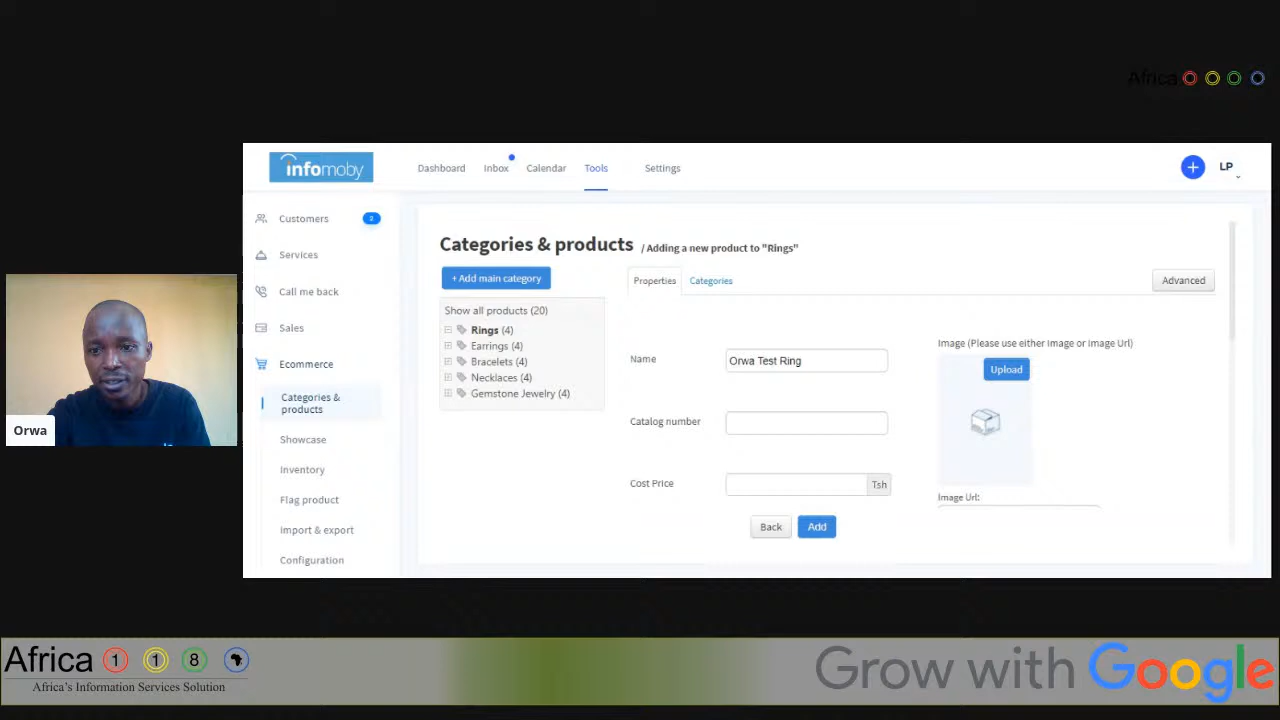 Africa
infomoby
Dashboard Inbox Calendar Tools Settings
LP
Customers
Services
Call me back
Sales
Ecommerce
Categories & products
Showcase
Inventory
Flag product
Import & export
Configuration
Categories & products / Adding a new product to "Rings"
+ Add main category
Show all products (20)
Rings (4)
Earrings (4)
Bracelets (4)
Necklaces (4)
Gemstone Jewelry (4)
Properties Categories Advanced
Name Orwa Test Ring
Catalog number
Cost Price Tsh
Back Add
Image (Please use either Image or Image Url)
Upload
Image Url:
Orwa
Africa 1 1 8
Africa's Information Services Solution
Grow with Google